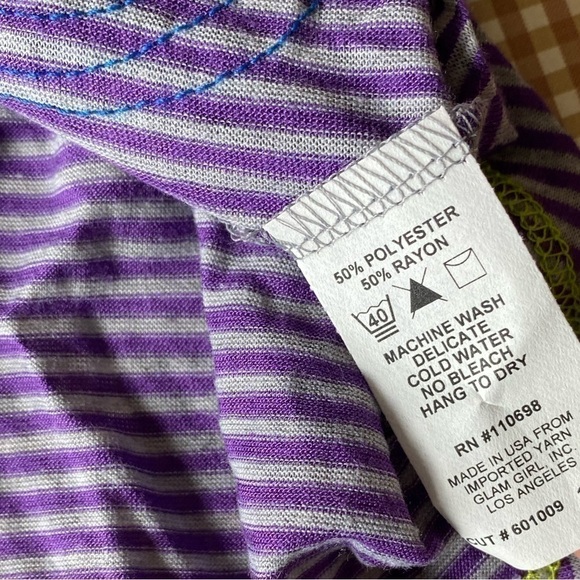 50% POLYESTER
50% RAYON
40
MACHINE WASH
DELICATE
COLD WATER
NO BLEACH
HANG TO DRY
RN #110698
MADE IN USA FROM
IMPORTED YARN
GLAM GIRL, INC.
LOS ANGELES
CUT # 601009